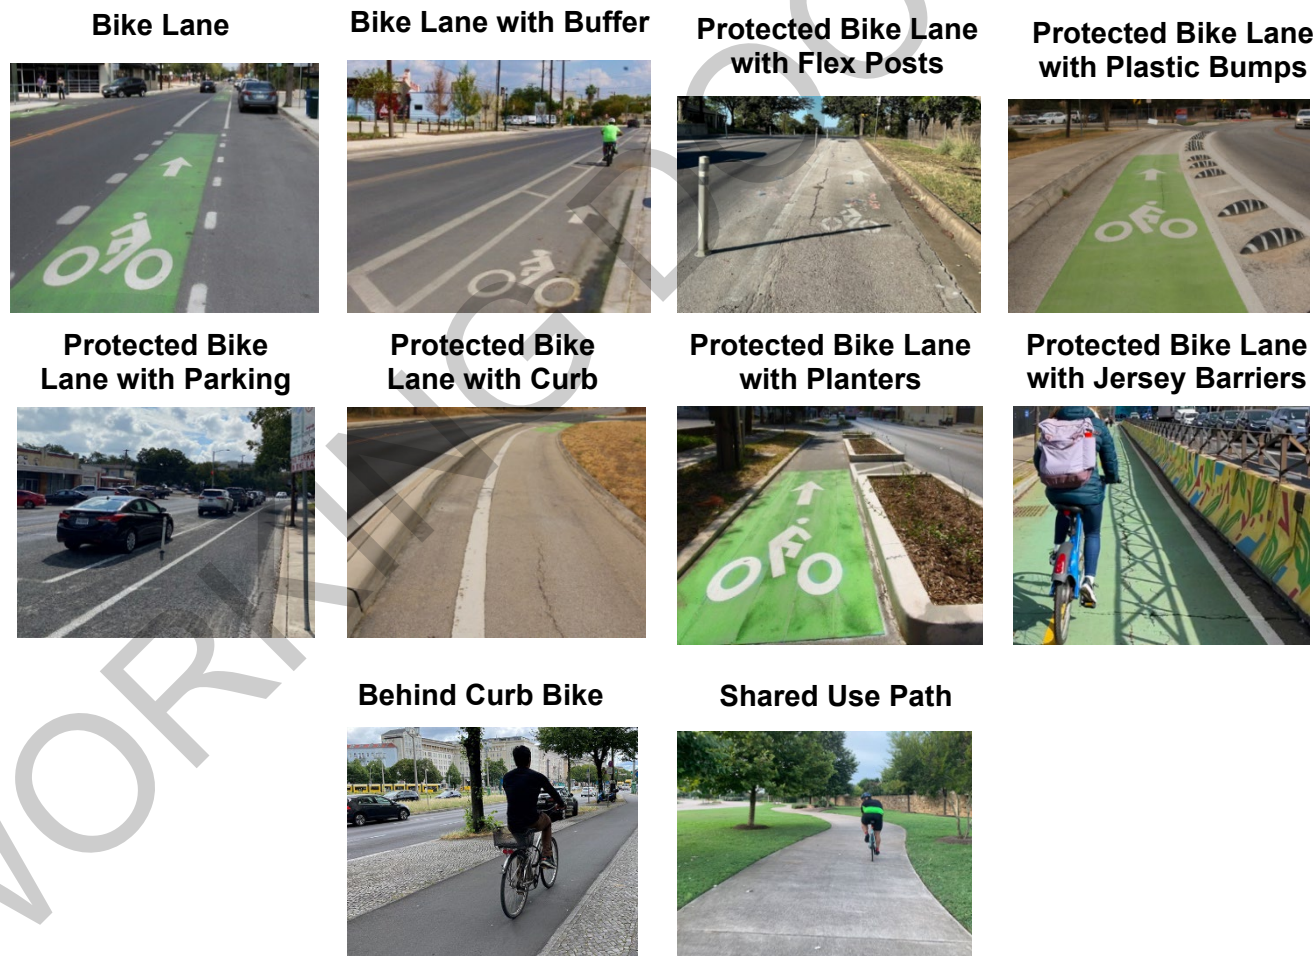 Bike Lane
Bike Lane with Buffer
Protected Bike Lane
with Flex Posts
Protected Bike Lane
with Plastic Bumps
Protected Bike
Lane with Parking
Protected Bike
Lane with Curb
Protected Bike Lane
with Planters
Protected Bike Lane
with Jersey Barriers
Behind Curb Bike
Shared Use Path
WORKING DO